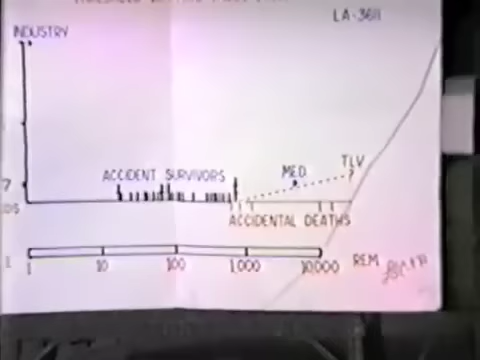 LA-3611
INDUSTRY
TLV
MED
ACCIDENT SURVIVORS
7
ACCIDENTAL DEATHS
1 10 100 1,000 10,000 REM